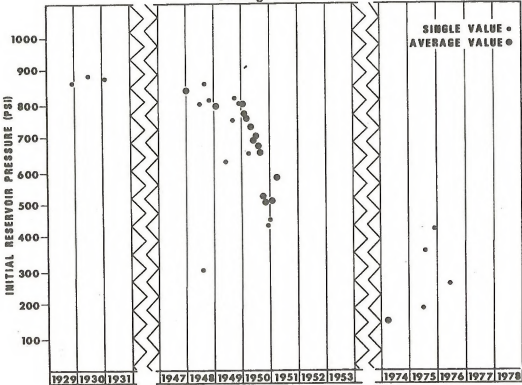 SINGLE VALUE
AVERAGE VALUE
INITIAL RESERVOIR PRESSURE (PSI)
1000
900
800
700
600
500
400
300
200
100
1929 1930 1931 1947 1948 1949 1950 1951 1952 1953 1974 1975 1976 1977 1978